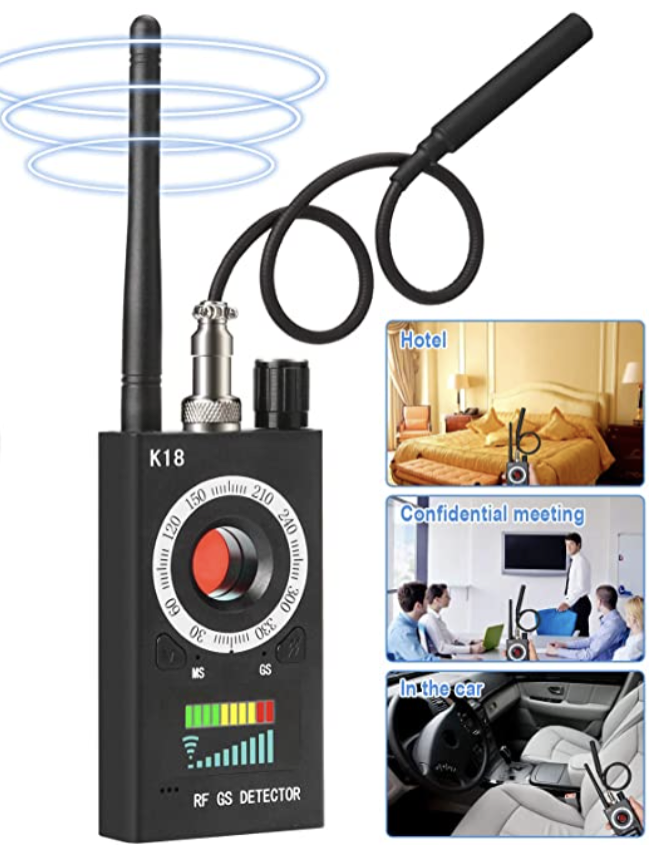 K18
30
60
120
150
210
240
300
330
MS
GS
RF GS DETECTOR
Hotel
Confidential meeting
In the car